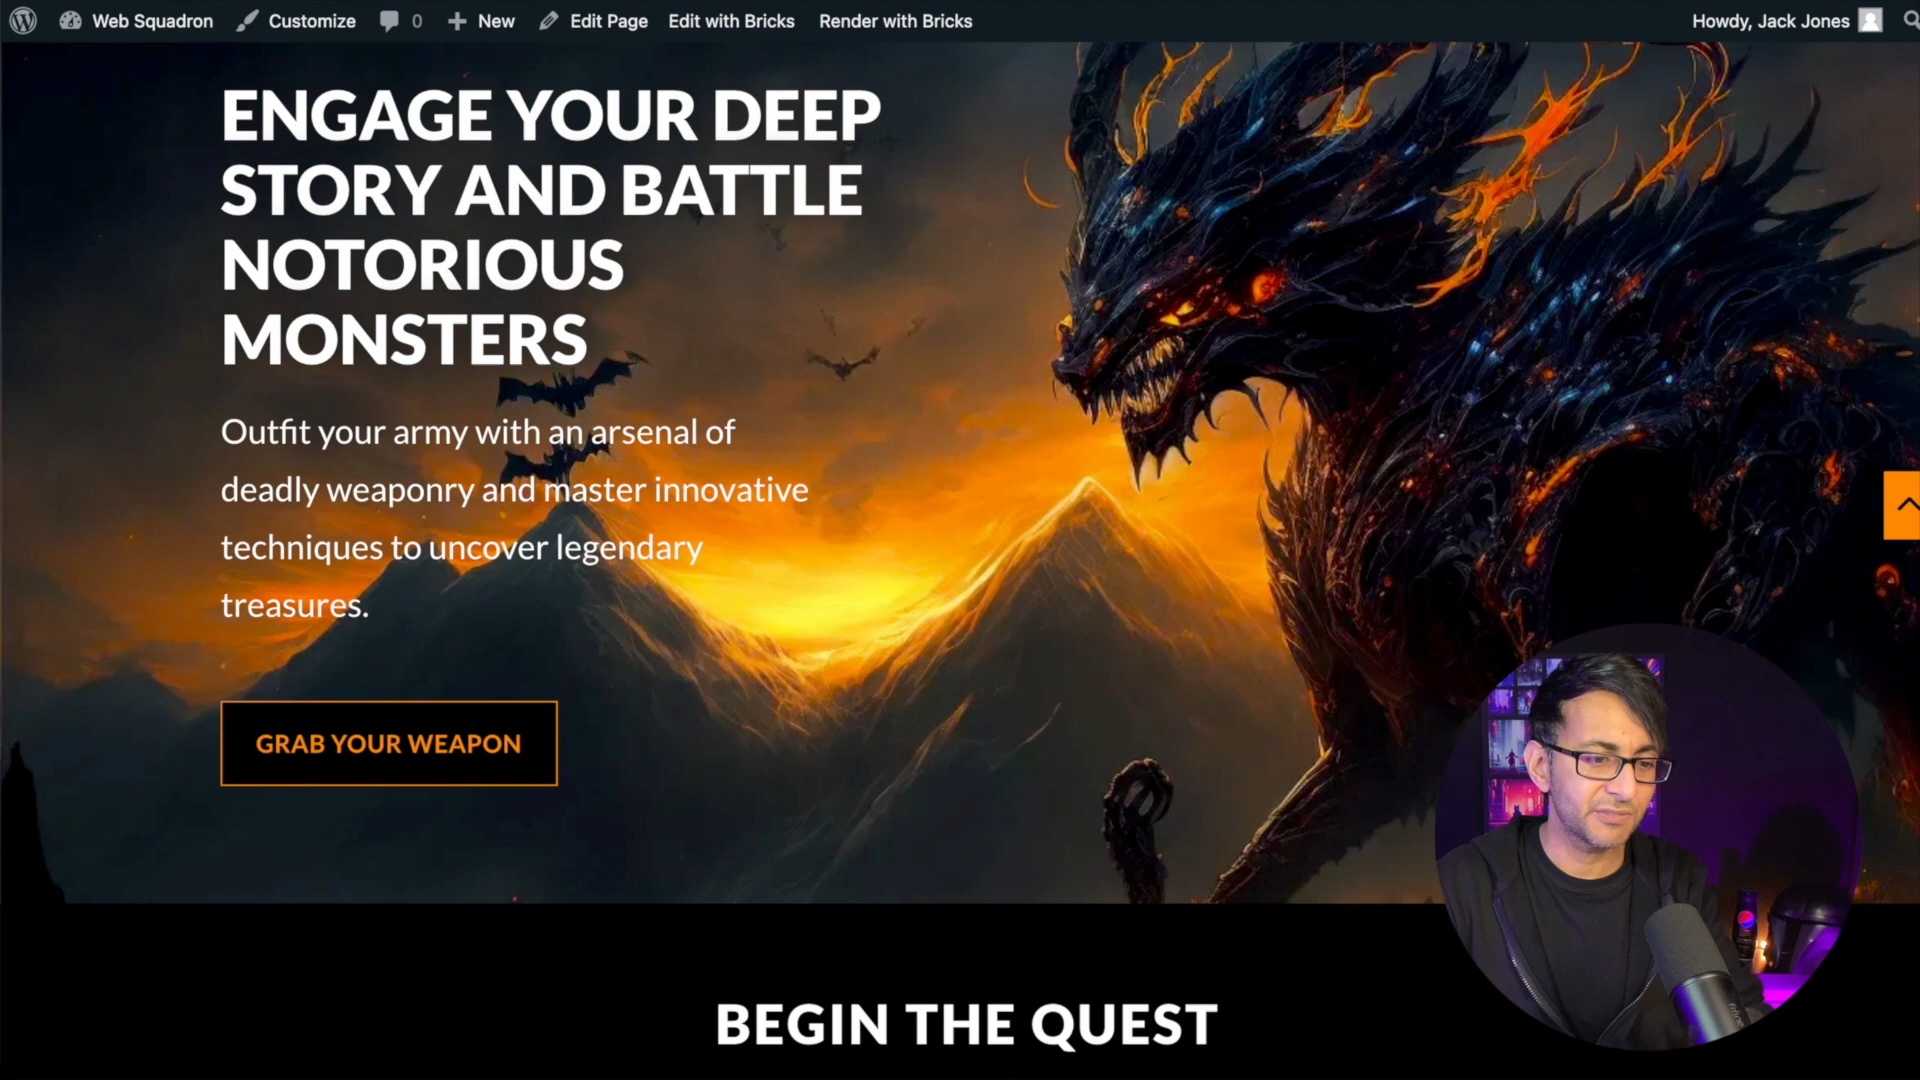 Web Squadron Customize 0 New Edit Page Edit with Bricks Render with Bricks Howdy, Jack Jones
ENGAGE YOUR DEEP
STORY AND BATTLE
NOTORIOUS
MONSTERS
Outfit your army with an arsenal of
deadly weaponry and master innovative
techniques to uncover legendary
treasures.
GRAB YOUR WEAPON
BEGIN THE QUEST